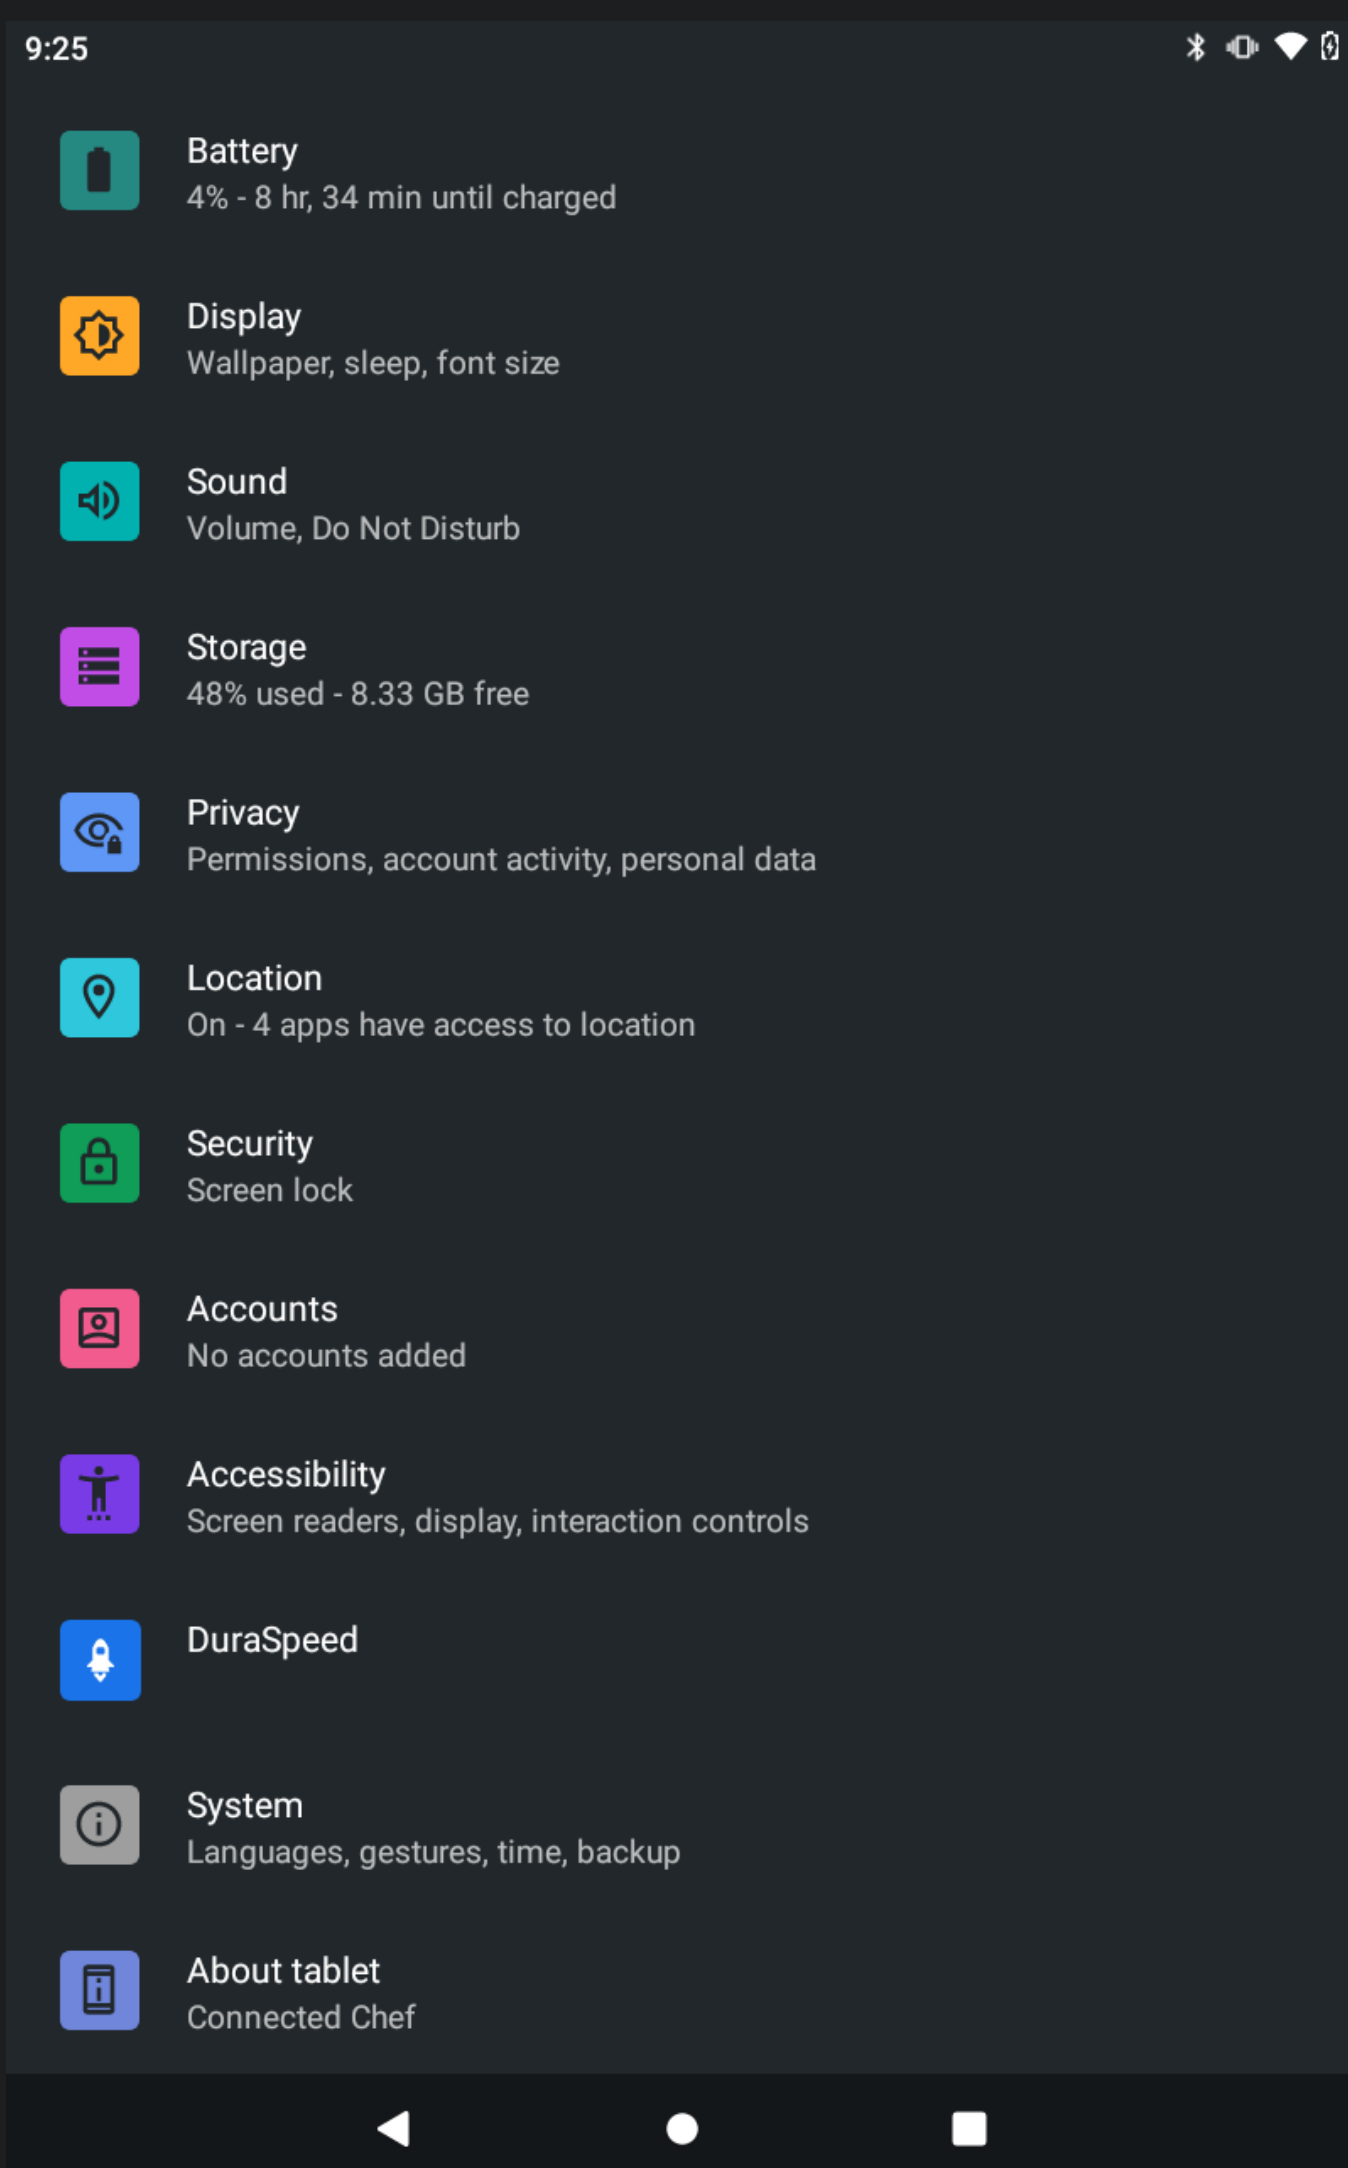 9:25
Battery
4% - 8 hr, 34 min until charged
Display
Wallpaper, sleep, font size
Sound
Volume, Do Not Disturb
Storage
48% used - 8.33 GB free
Privacy
Permissions, account activity, personal data
Location
On - 4 apps have access to location
Security
Screen lock
Accounts
No accounts added
Accessibility
Screen readers, display, interaction controls
DuraSpeed
System
Languages, gestures, time, backup
About tablet
Connected Chef